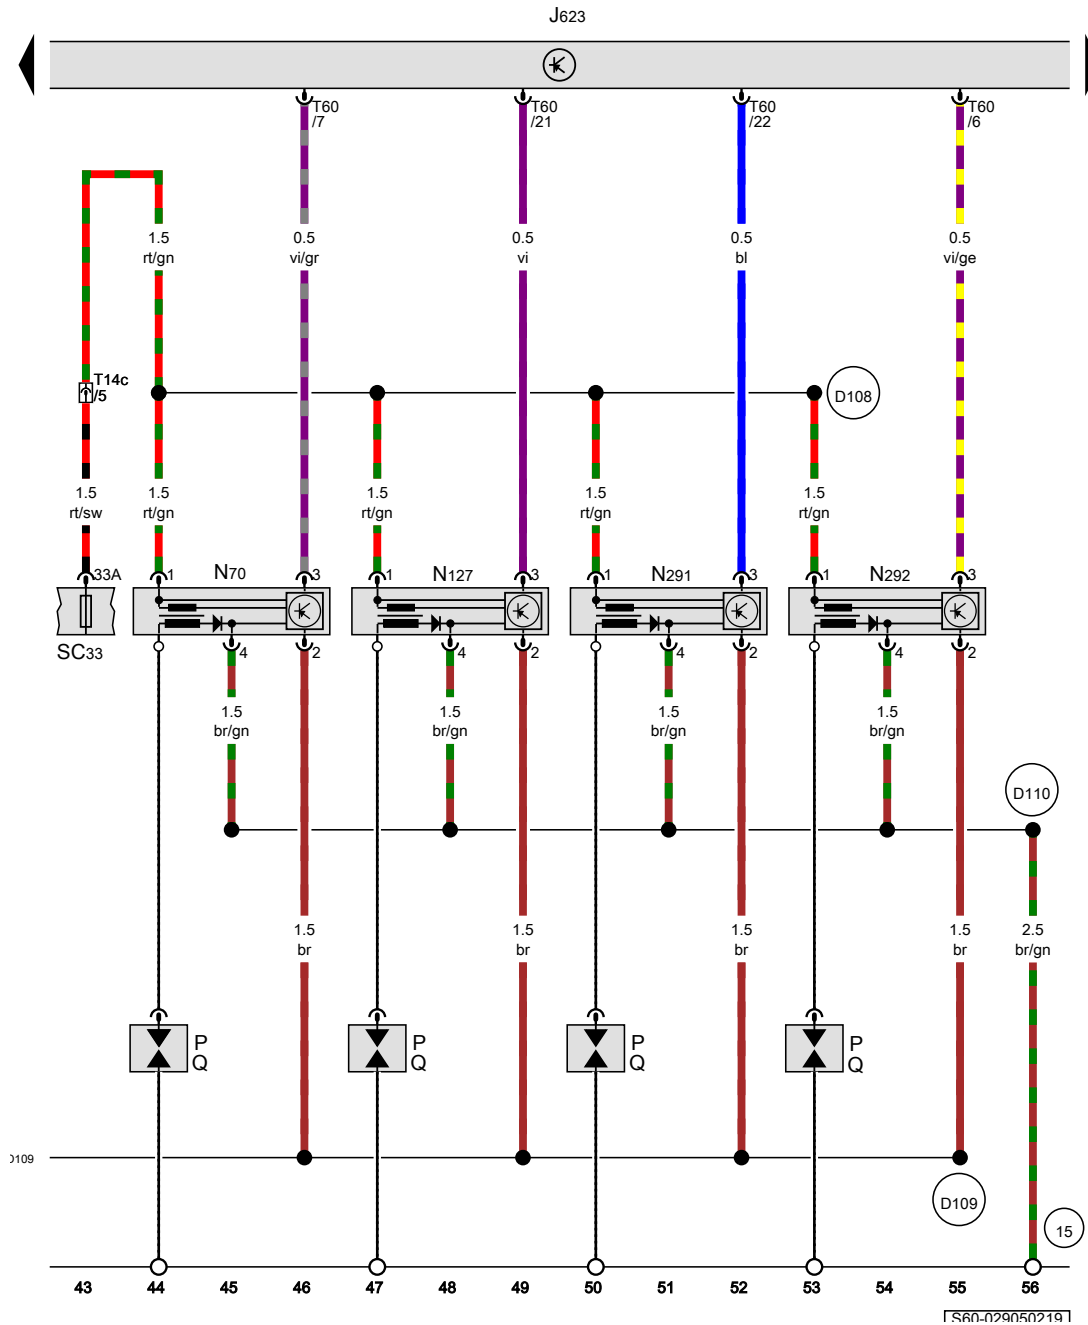 J623
T60 T60 T60 T60
/7 /21 /22 /6
1.5 0.5 0.5 0.5 0.5
rt/gn vi/gr vi bl vi/ge
T14c
/5
D108
1.5 1.5 1.5 1.5 1.5
rt/sw rt/gn rt/gn rt/gn rt/gn
33A 1 N70 3 1 N127 3 1 N291 3 1 N292 3
SC33 4 2 4 2 4 2 4 2
1.5 1.5 1.5 1.5
br/gn br/gn br/gn br/gn
D110
1.5 1.5 1.5 1.5 2.5
br br br br br/gn
P P P P
Q Q Q Q
D109
D109
15
43 44 45 46 47 48 49 50 51 52 53 54 55 56
S60-029050219